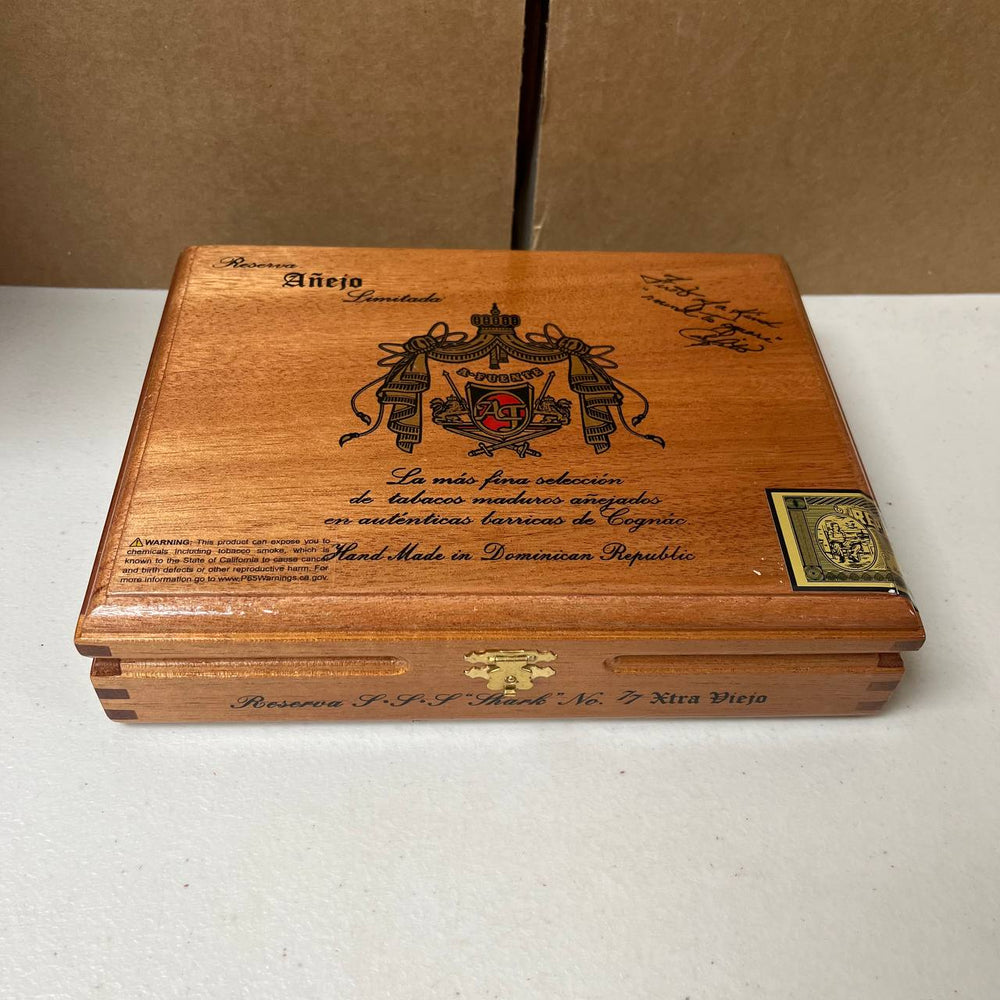 Reserva
Añejo
Limitada
A·FUENTE
La más fina selección
de tabacos maduros añejados
en auténticas barricas de Cognác
Hand Made in Dominican Republic
⚠WARNING: This product can expose you to
chemicals including tobacco smoke, which is
known to the State of California to cause cancer
and birth defects or other reproductive harm. For
more information go to www.P65Warnings.ca.gov.
Reserva S·S·S "Shark" No. 77 Xtra Viejo